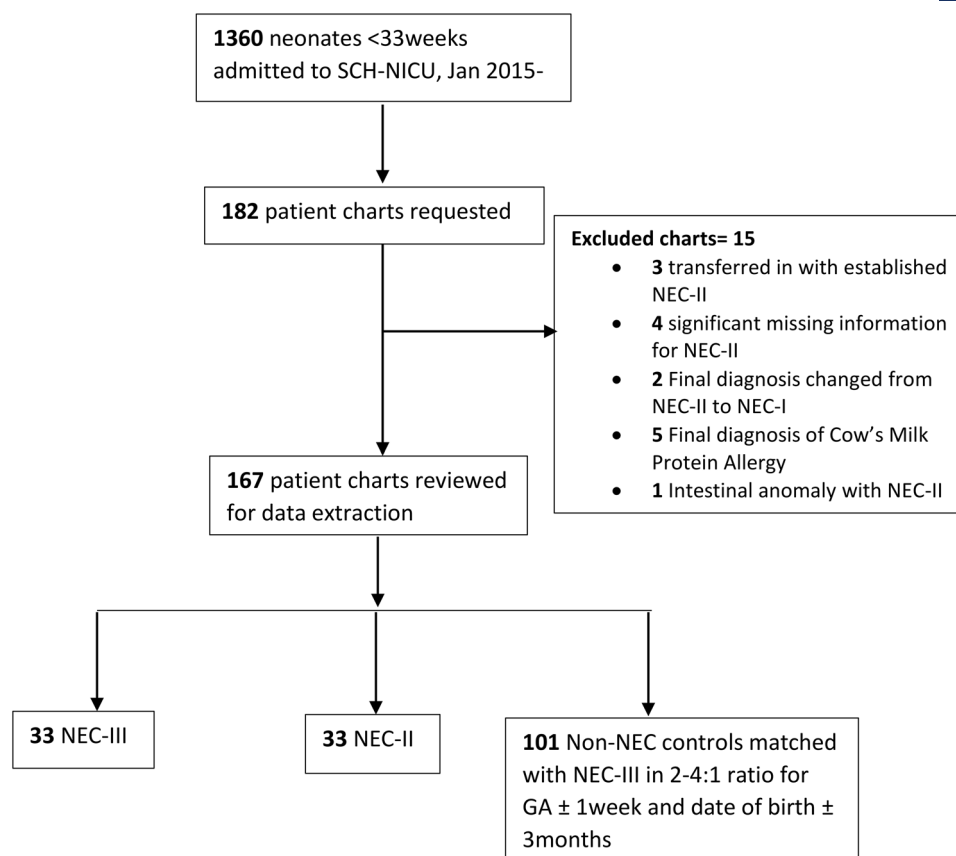 1360 neonates <33weeks
admitted to SCH-NICU, Jan 2015-
182 patient charts requested
Excluded charts= 15
• 3 transferred in with established
NEC-II
• 4 significant missing information
for NEC-II
• 2 Final diagnosis changed from
NEC-II to NEC-I
• 5 Final diagnosis of Cow’s Milk
Protein Allergy
• 1 Intestinal anomaly with NEC-II
167 patient charts reviewed
for data extraction
33 NEC-III
33 NEC-II
101 Non-NEC controls matched
with NEC-III in 2-4:1 ratio for
GA ± 1week and date of birth ±
3months